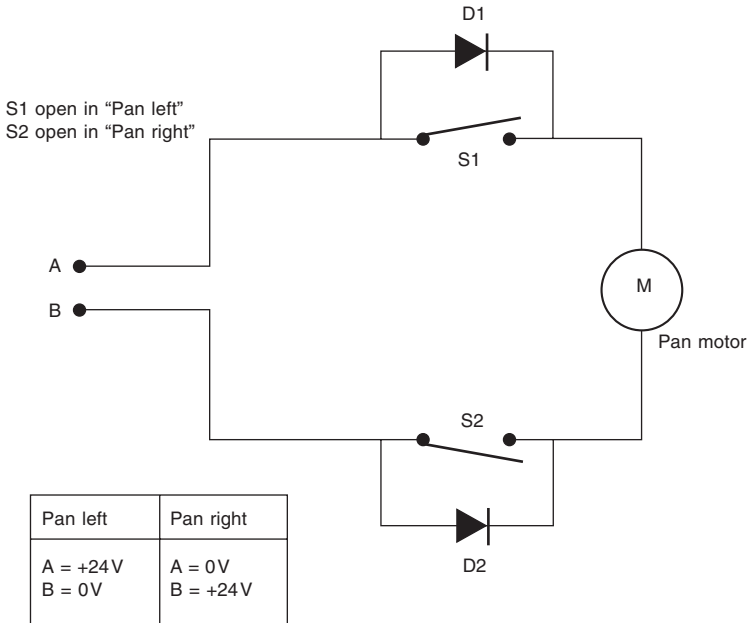 D1
S1 open in “Pan left”
S2 open in “Pan right”
S1
A
B
M
Pan motor
S2
D2
Pan left Pan right
A = +24V A = 0V
B = 0V B = +24V